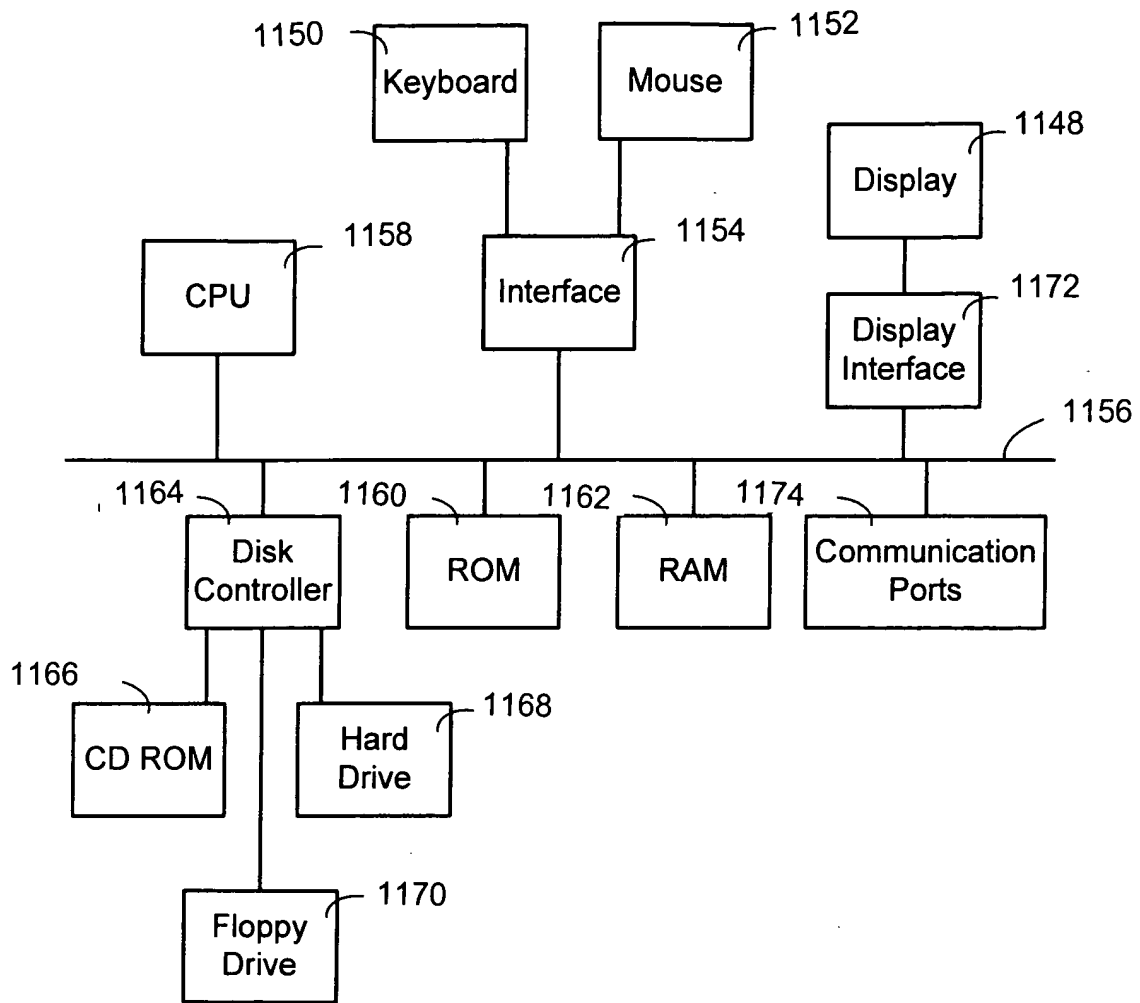 1150
Keyboard
1152
Mouse
1148
Display
1158
CPU
1154
Interface
1172
Display
Interface
1156
1164
Disk
Controller
1160
ROM
1162
RAM
1174
Communication
Ports
1166
CD ROM
1168
Hard
Drive
1170
Floppy
Drive